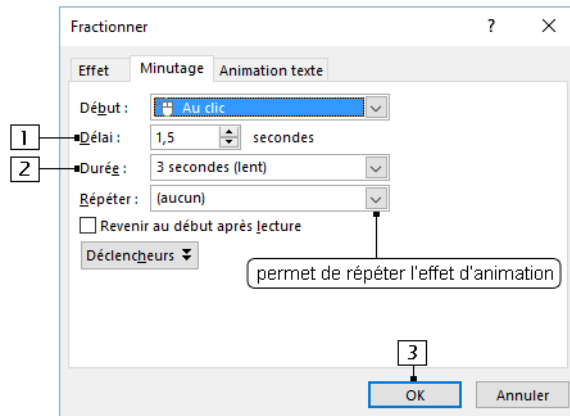 Fractionner ? X
Effet Minutage Animation texte
Début : Au clic
1 Délai : 1,5 secondes
2 Durée : 3 secondes (lent)
Répéter : (aucun)
Revenir au début après lecture
Déclencheurs
permet de répéter l'effet d'animation
3
OK Annuler